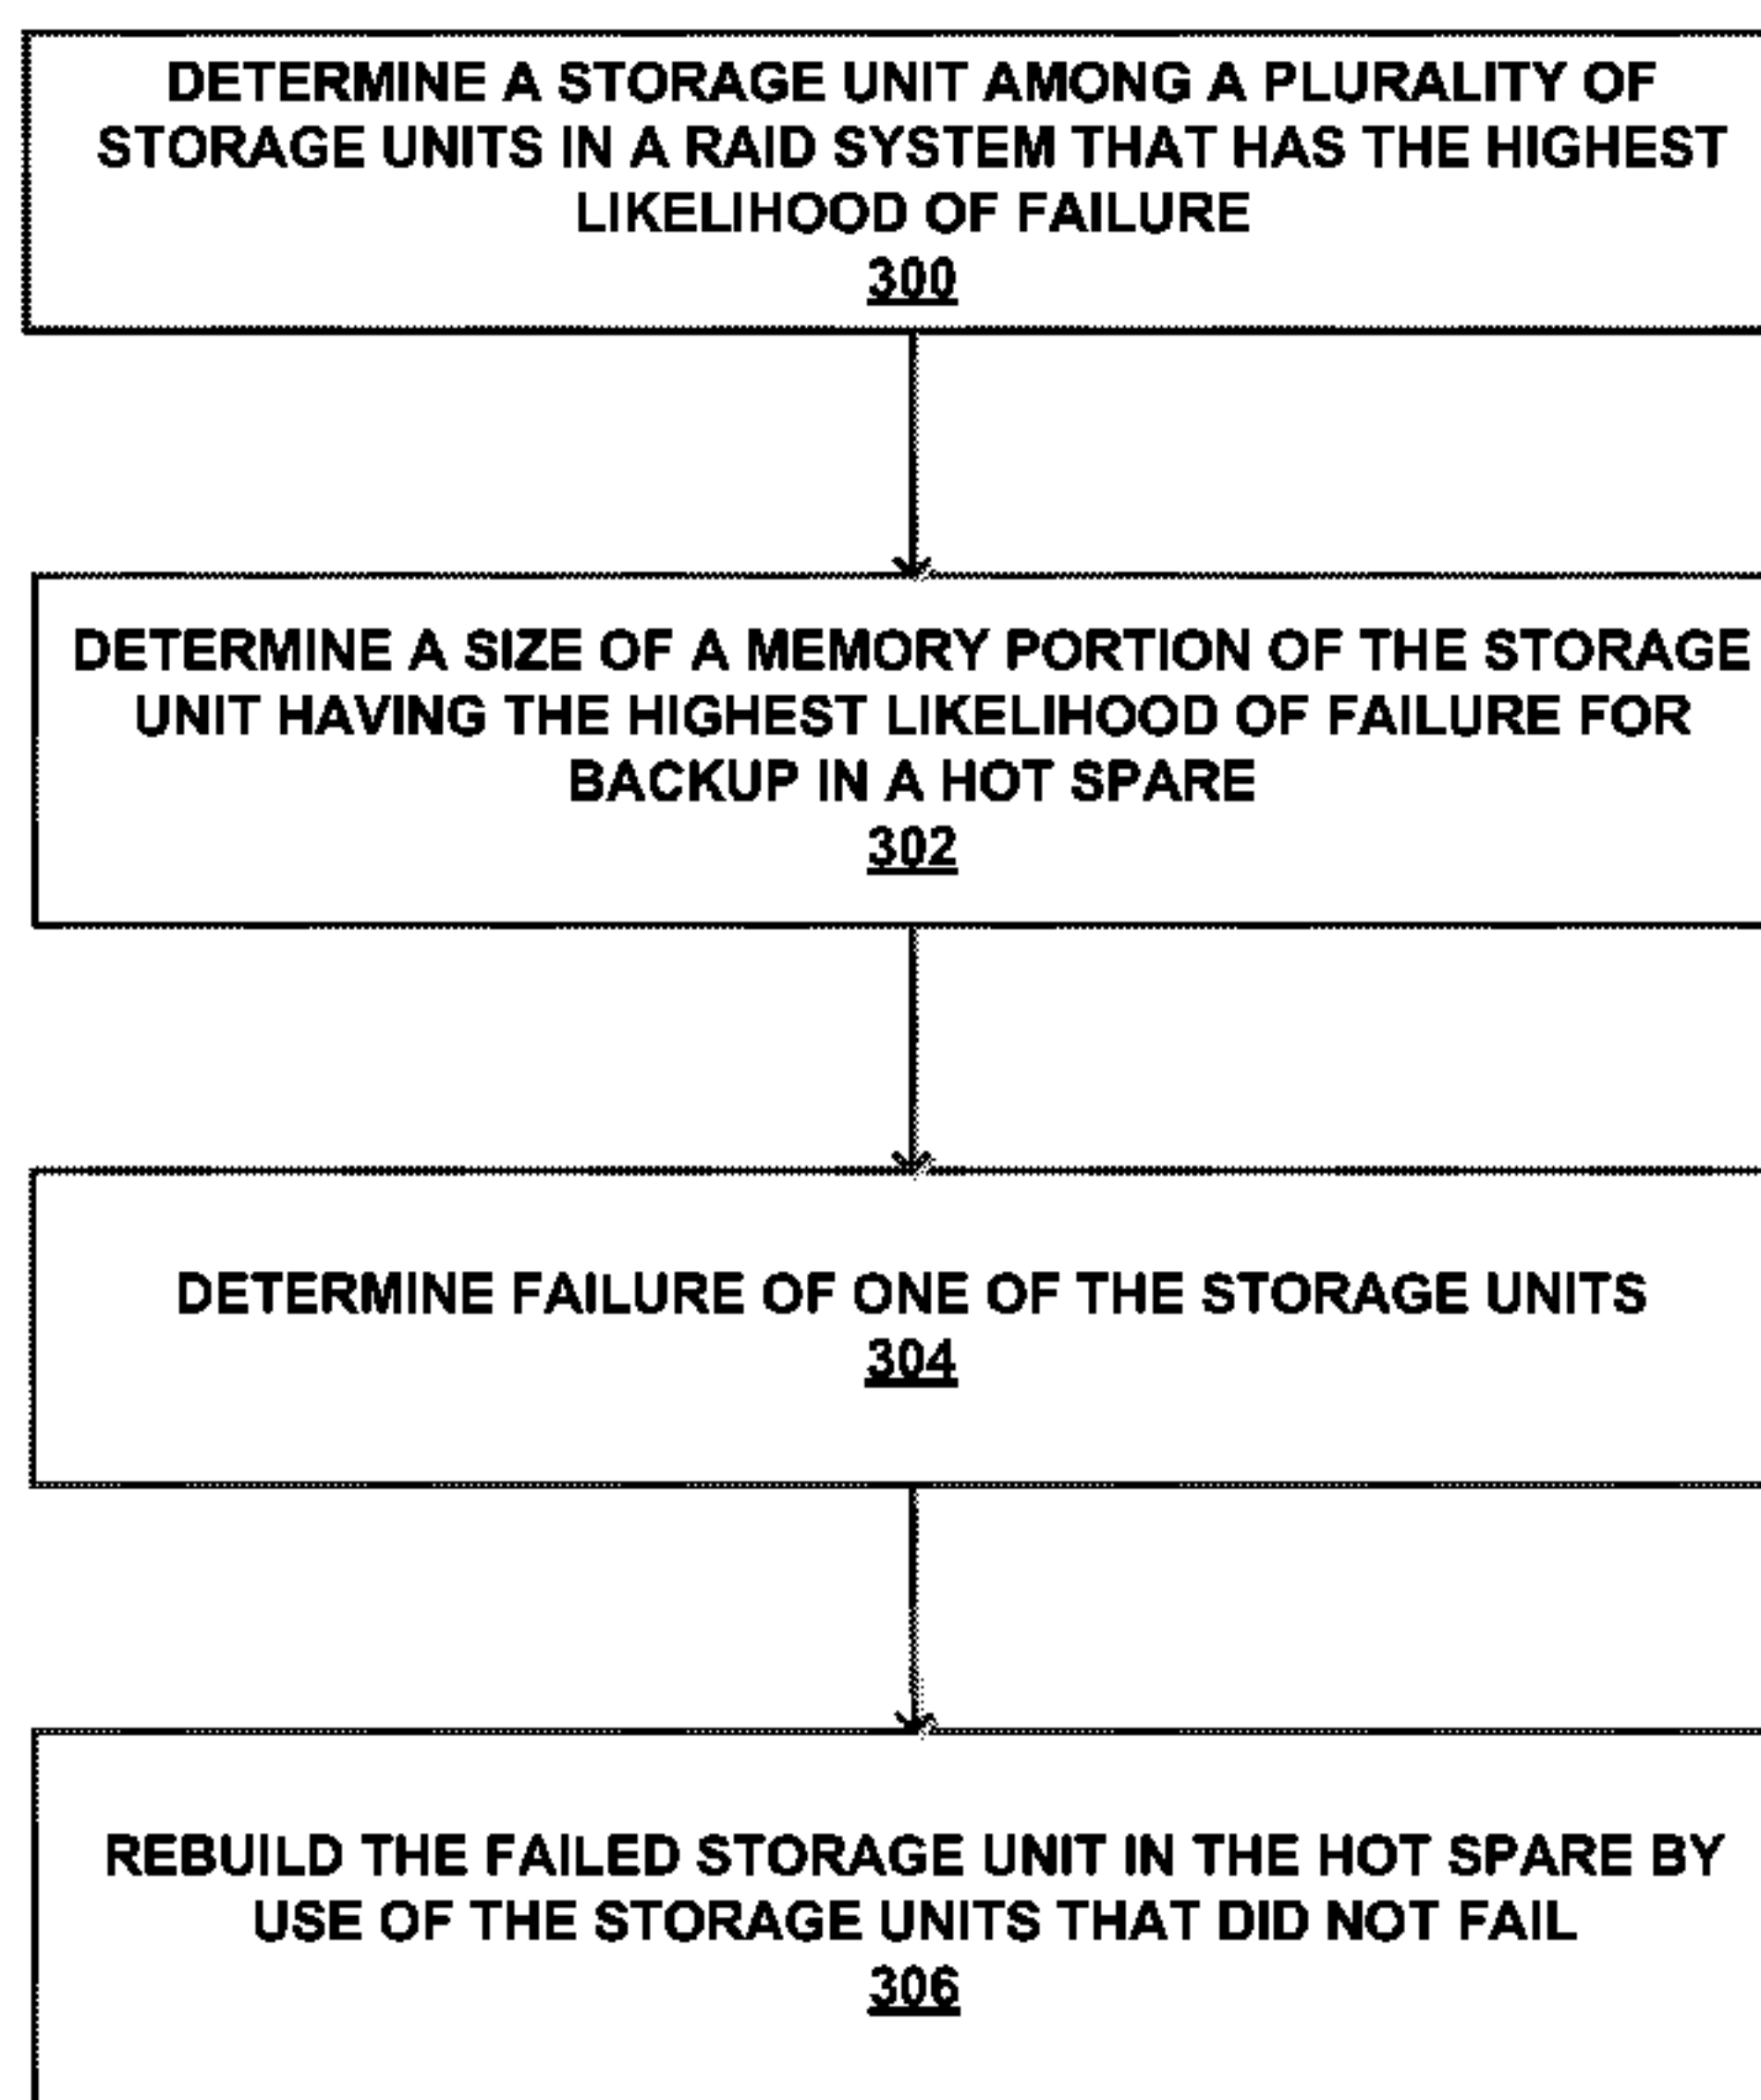 DETERMINE A STORAGE UNIT AMONG A PLURALITY OF
STORAGE UNITS IN A RAID SYSTEM THAT HAS THE HIGHEST
LIKELIHOOD OF FAILURE
300
DETERMINE A SIZE OF A MEMORY PORTION OF THE STORAGE
UNIT HAVING THE HIGHEST LIKELIHOOD OF FAILURE FOR
BACKUP IN A HOT SPARE
302
DETERMINE FAILURE OF ONE OF THE STORAGE UNITS
304
REBUILD THE FAILED STORAGE UNIT IN THE HOT SPARE BY
USE OF THE STORAGE UNITS THAT DID NOT FAIL
306